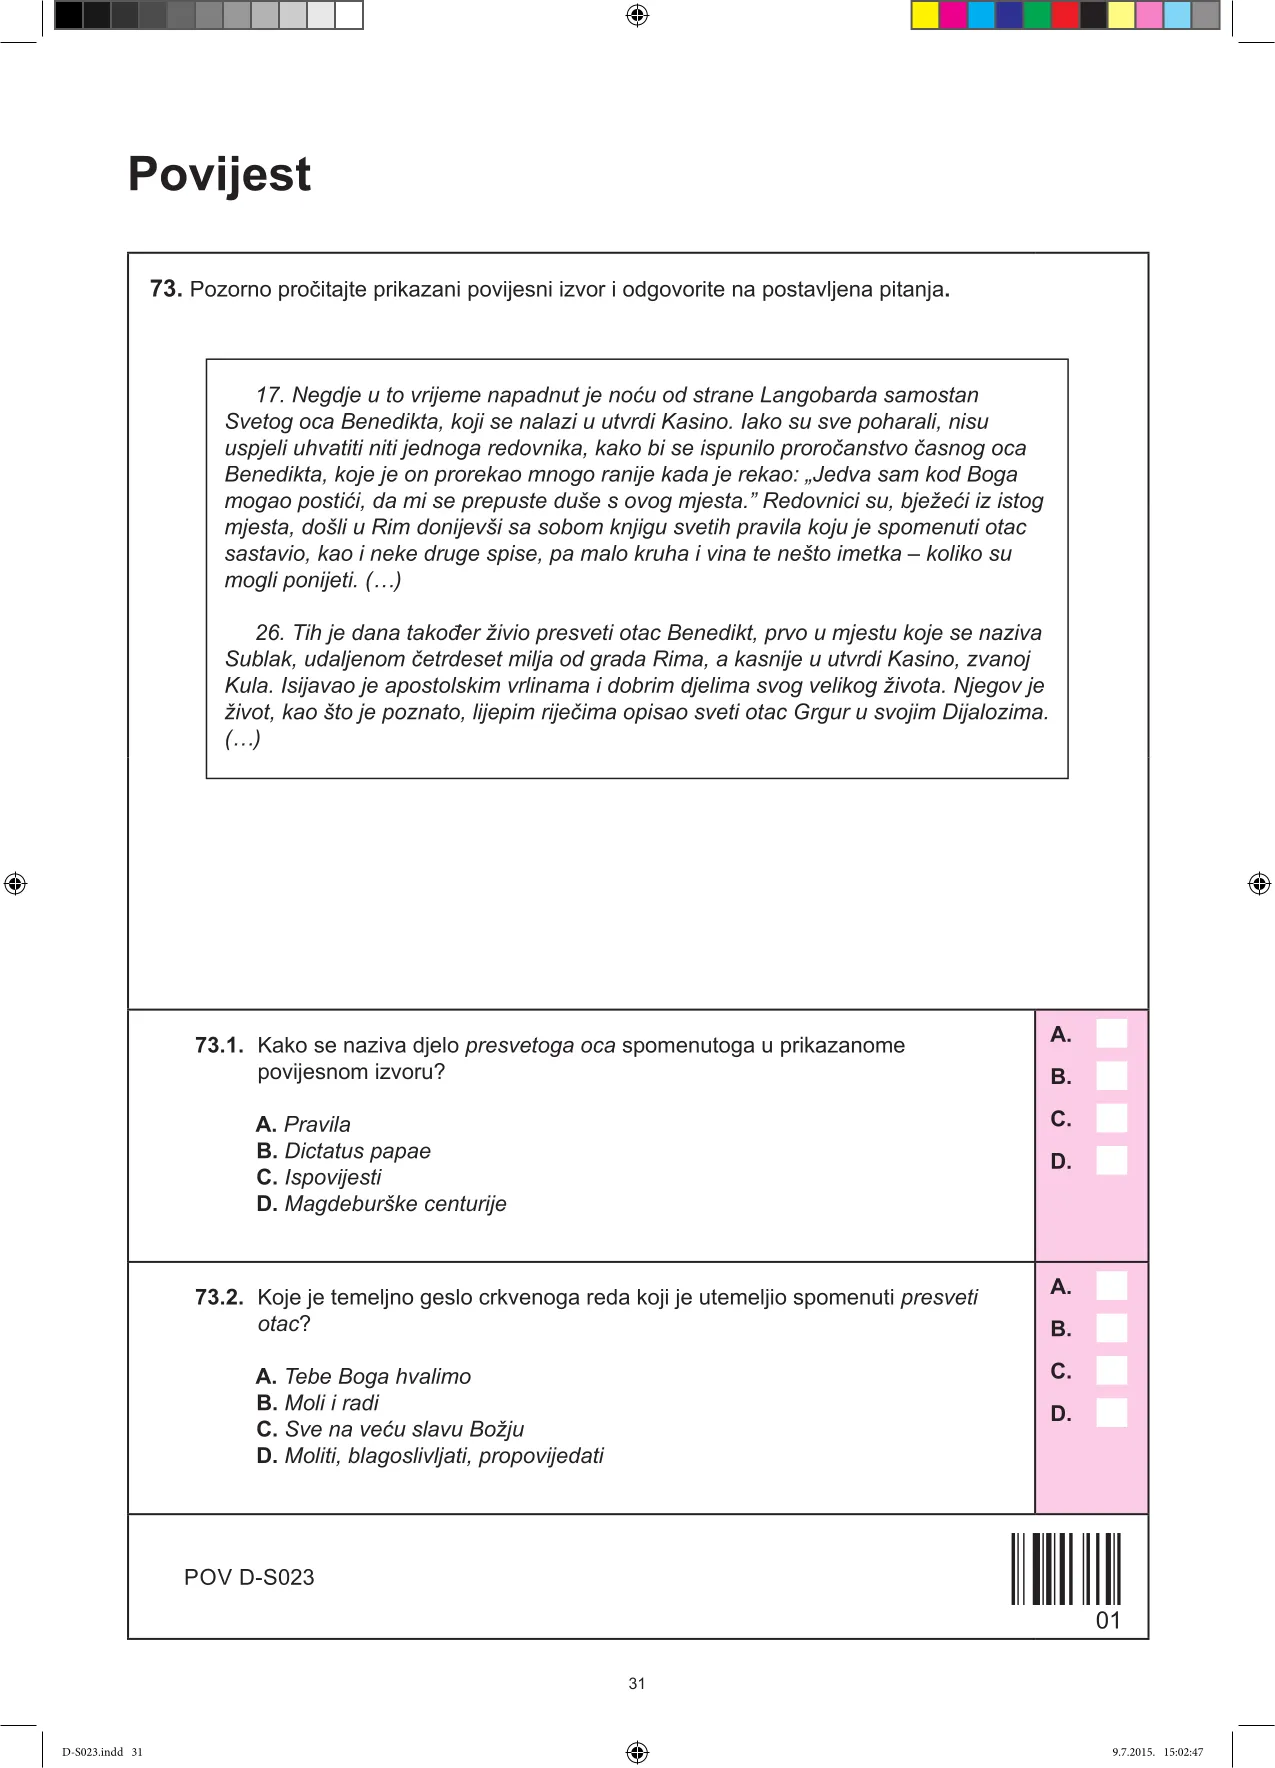 Povijest
73. Pozorno pročitajte prikazani povijesni izvor i odgovorite na postavljena pitanja.
17. Negdje u to vrijeme napadnut je noću od strane Langobarda samostan
Svetog oca Benedikta, koji se nalazi u utvrdi Kasino. Iako su sve poharali, nisu
uspjeli uhvatiti niti jednoga redovnika, kako bi se ispunilo proročanstvo časnog oca
Benedikta, koje je on prorekao mnogo ranije kada je rekao: „Jedva sam kod Boga
mogao postići, da mi se prepuste duše s ovog mjesta.” Redovnici su, bježeći iz istog
mjesta, došli u Rim donijevši sa sobom knjigu svetih pravila koju je spomenuti otac
sastavio, kao i neke druge spise, pa malo kruha i vina te nešto imetka – koliko su
mogli ponijeti. (…)
26. Tih je dana također živio presveti otac Benedikt, prvo u mjestu koje se naziva
Sublak, udaljenom četrdeset milja od grada Rima, a kasnije u utvrdi Kasino, zvanoj
Kula. Isijavao je apostolskim vrlinama i dobrim djelima svog velikog života. Njegov je
život, kao što je poznato, lijepim riječima opisao sveti otac Grgur u svojim Dijalozima.
(…)
73.1. Kako se naziva djelo presvetoga oca spomenutoga u prikazanome
povijesnom izvoru?
A. Pravila
B. Dictatus papae
C. Ispovijesti
D. Magdeburške centurije
A.
B.
C.
D.
73.2. Koje je temeljno geslo crkvenoga reda koji je utemeljio spomenuti presveti
otac?
A. Tebe Boga hvalimo
B. Moli i radi
C. Sve na veću slavu Božju
D. Moliti, blagoslivljati, propovijedati
A.
B.
C.
D.
POV D-S023
01
31
D-S023.indd 31
9.7.2015. 15:02:47